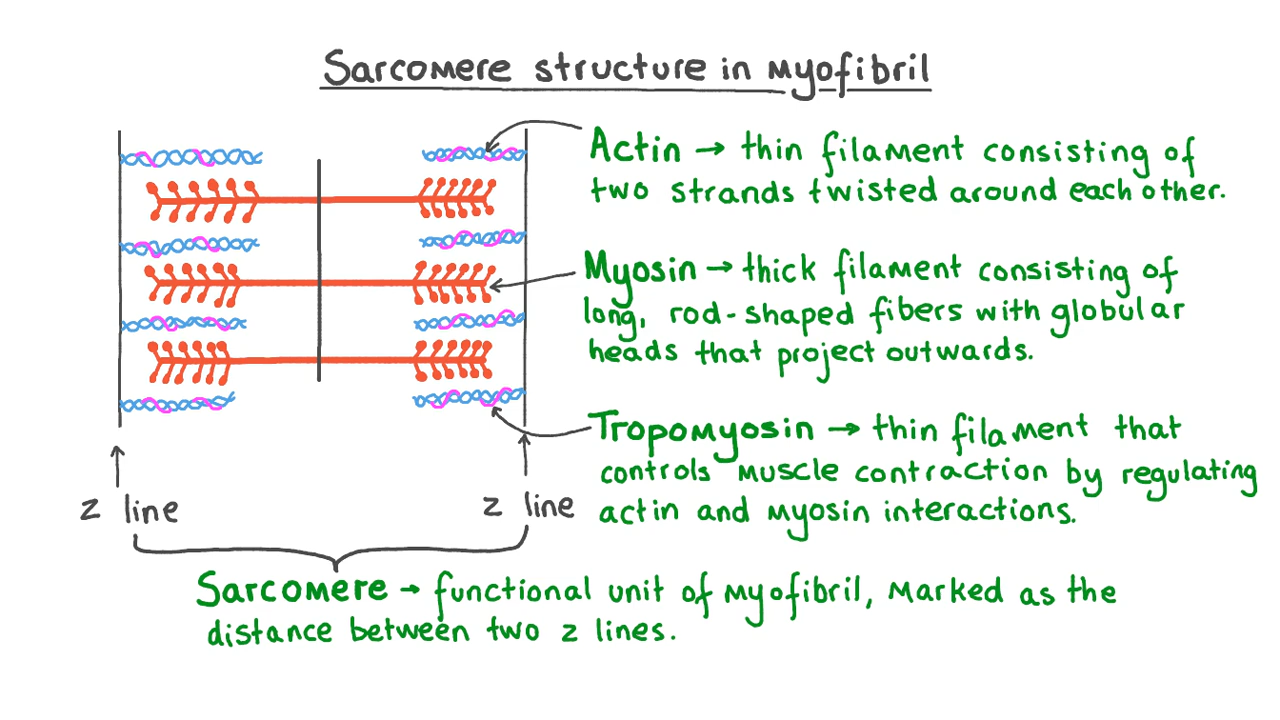 Sarcomere structure in myofibril
Actin → thin filament consisting of
two strands twisted around each other.
Myosin → thick filament consisting of
long, rod-shaped fibers with globular
heads that project outwards.
Tropomyosin → thin filament that
controls muscle contraction by regulating
actin and myosin interactions.
z line
z line
Sarcomere → functional unit of myofibril, marked as the
distance between two z lines.